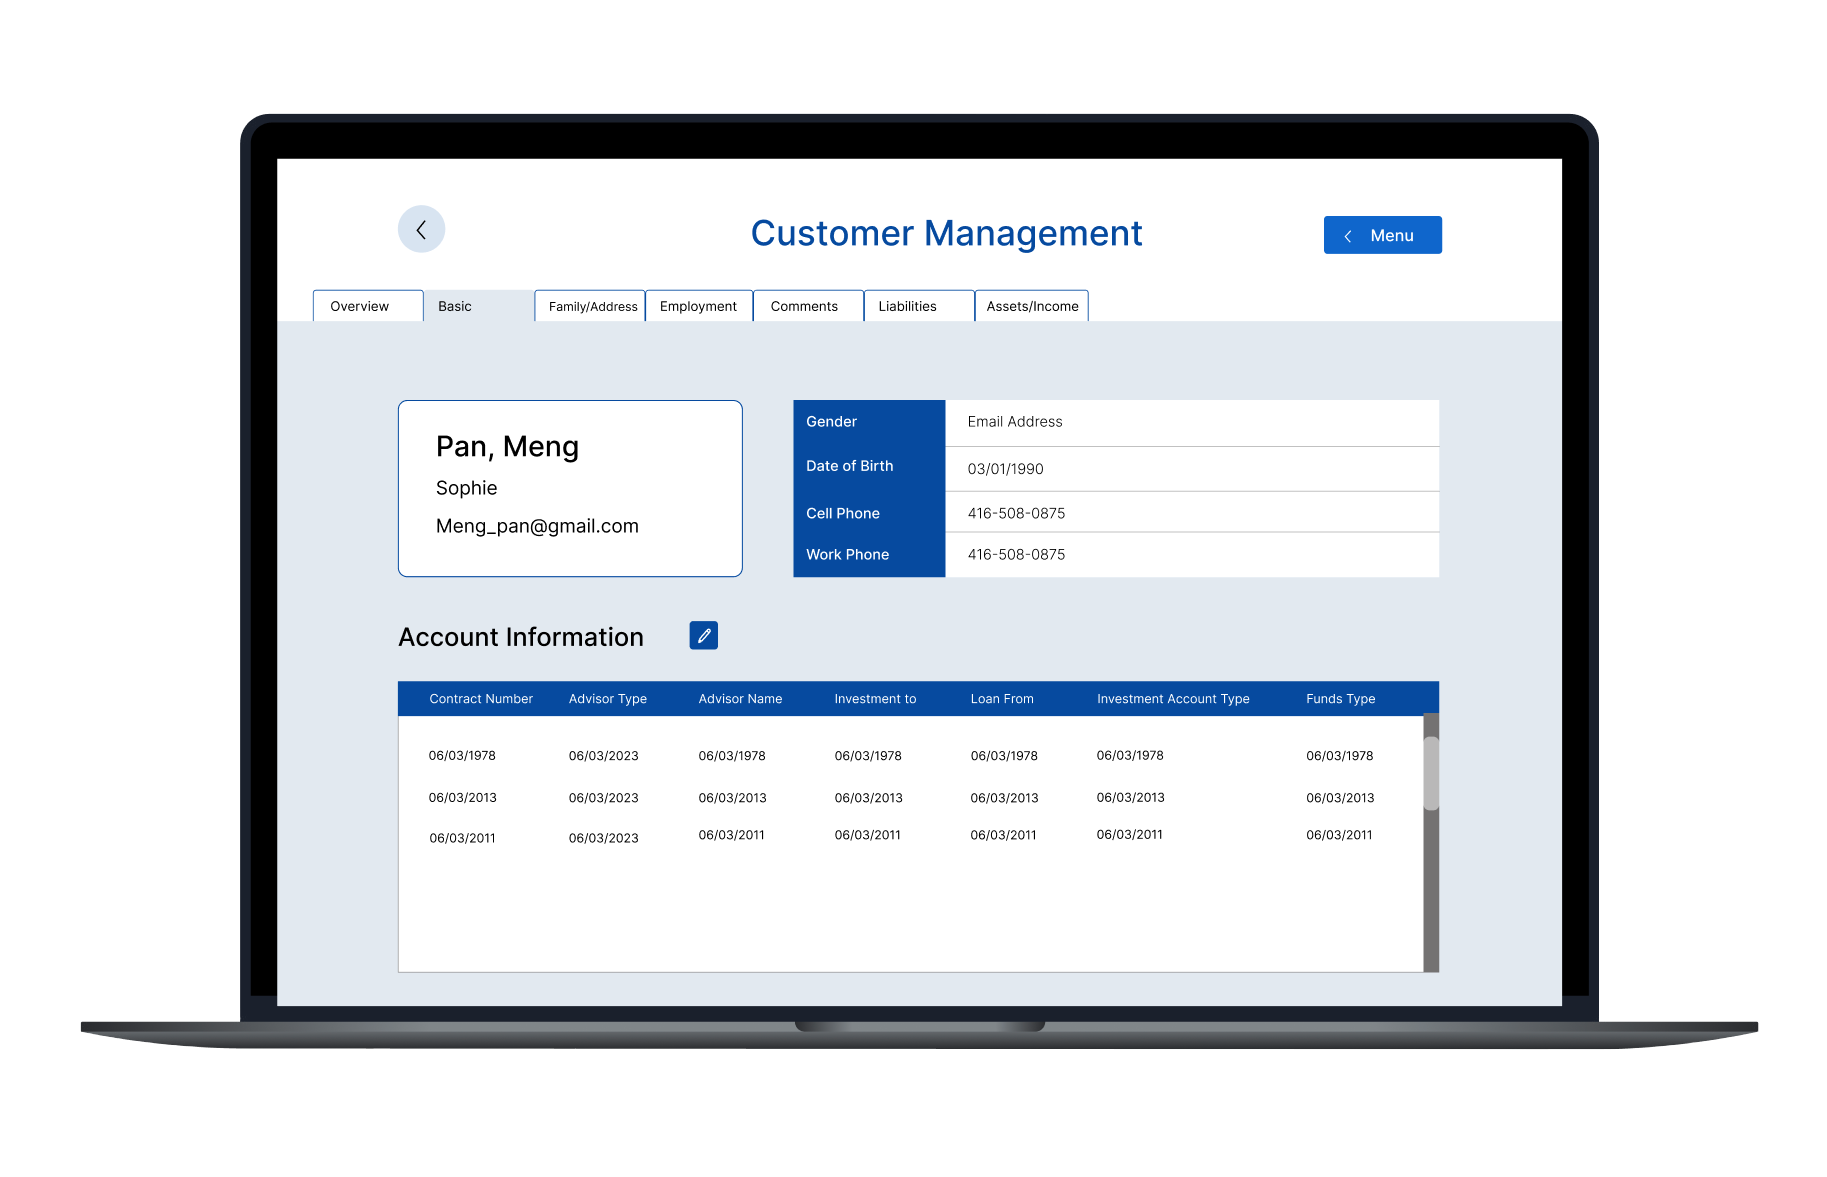 Customer Management
Menu
Overview Basic Family/Address Employment Comments Liabilities Assets/Income
Pan, Meng
Sophie
Meng_pan@gmail.com
Gender Email Address
Date of Birth 03/01/1990
Cell Phone 416-508-0875
Work Phone 416-508-0875
Account Information
Contract Number Advisor Type Advisor Name Investment to Loan From Investment Account Type Funds Type
06/03/1978 06/03/2023 06/03/1978 06/03/1978 06/03/1978 06/03/1978 06/03/1978
06/03/2013 06/03/2023 06/03/2013 06/03/2013 06/03/2013 06/03/2013 06/03/2013
06/03/2011 06/03/2023 06/03/2011 06/03/2011 06/03/2011 06/03/2011 06/03/2011